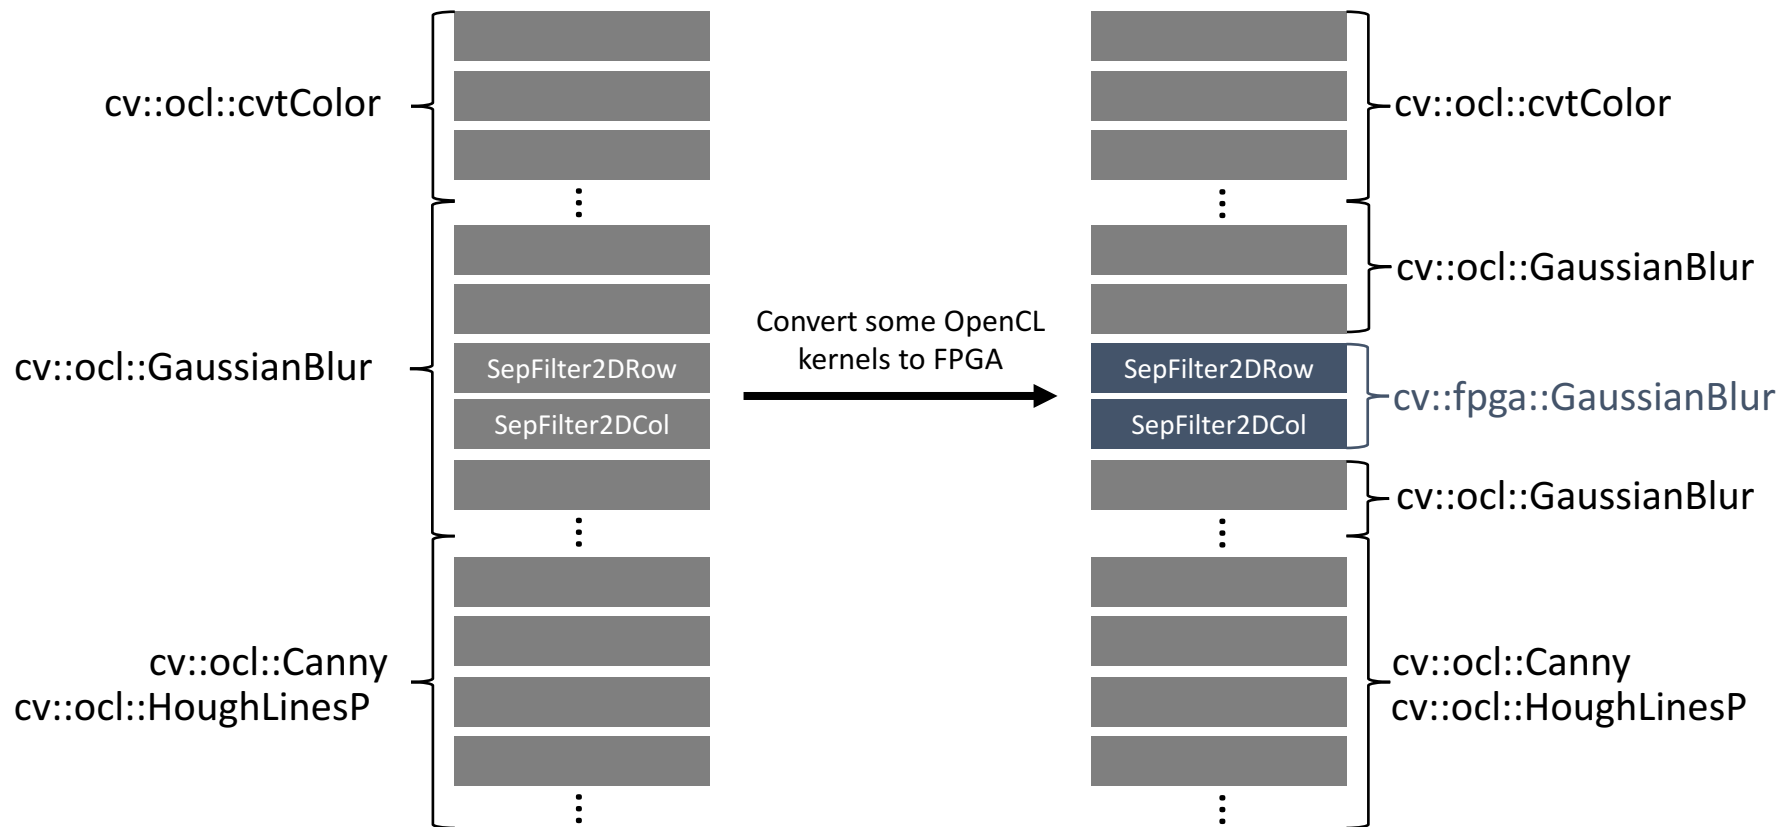 cv::ocl::cvtColor
cv::ocl::GaussianBlur
SepFilter2DRow
SepFilter2DCol
cv::ocl::Canny
cv::ocl::HoughLinesP
Convert some OpenCL
kernels to FPGA
cv::ocl::cvtColor
cv::ocl::GaussianBlur
SepFilter2DRow
SepFilter2DCol
cv::fpga::GaussianBlur
cv::ocl::GaussianBlur
cv::ocl::Canny
cv::ocl::HoughLinesP